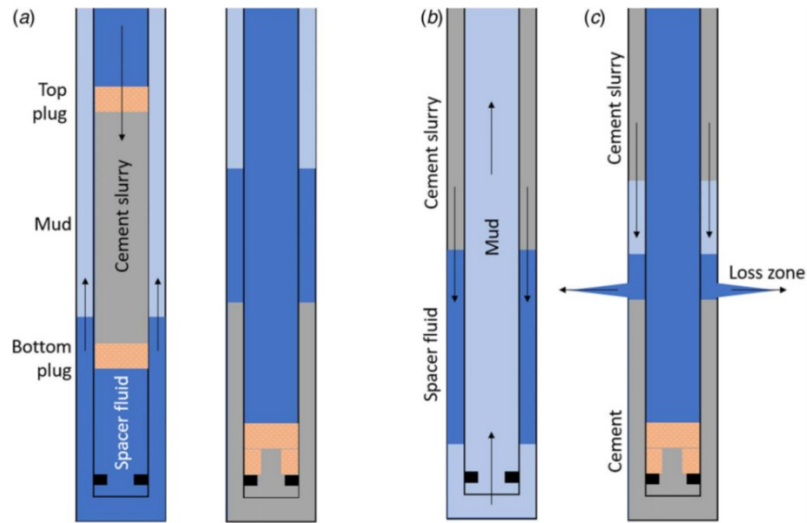 (a)
Top
plug
Cement slurry
Mud
Bottom
plug
Spacer fluid
(b)
Cement slurry
Mud
Spacer fluid
(c)
Cement slurry
Loss zone
Cement